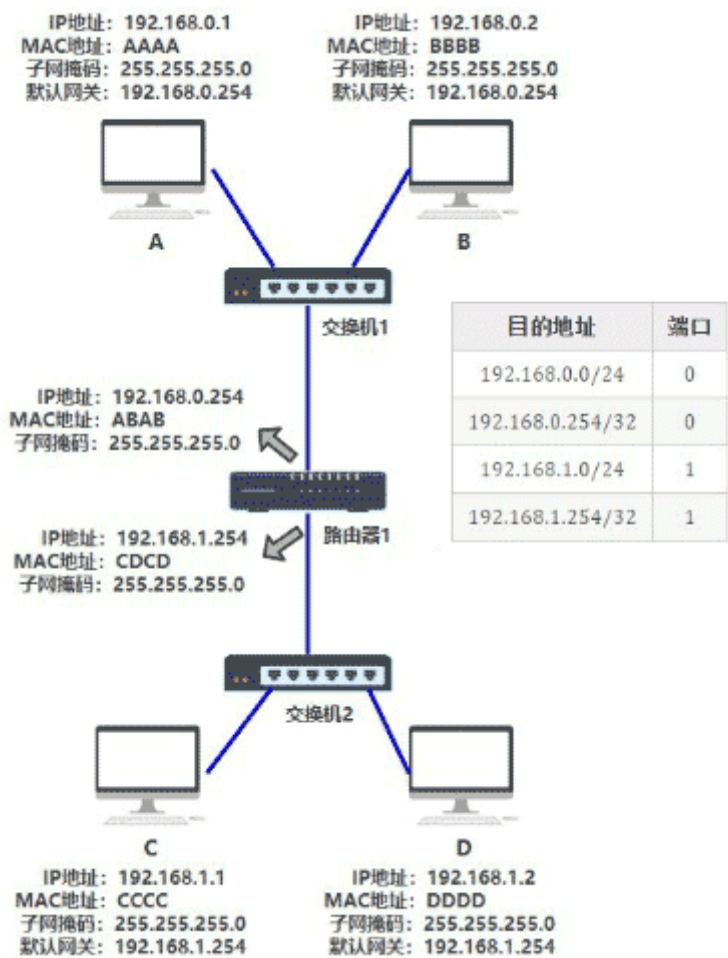 IP地址：192.168.0.1
MAC地址：AAAA
子网掩码：255.255.255.0
默认网关：192.168.0.254
IP地址：192.168.0.2
MAC地址：BBBB
子网掩码：255.255.255.0
默认网关：192.168.0.254
A
B
交换机1
目的地址 端口
192.168.0.0/24 0
192.168.0.254/32 0
192.168.1.0/24 1
192.168.1.254/32 1
IP地址：192.168.0.254
MAC地址：ABAB
子网掩码：255.255.255.0
路由器1
IP地址：192.168.1.254
MAC地址：CDCD
子网掩码：255.255.255.0
交换机2
C
D
IP地址：192.168.1.1
MAC地址：CCCC
子网掩码：255.255.255.0
默认网关：192.168.1.254
IP地址：192.168.1.2
MAC地址：DDDD
子网掩码：255.255.255.0
默认网关：192.168.1.254